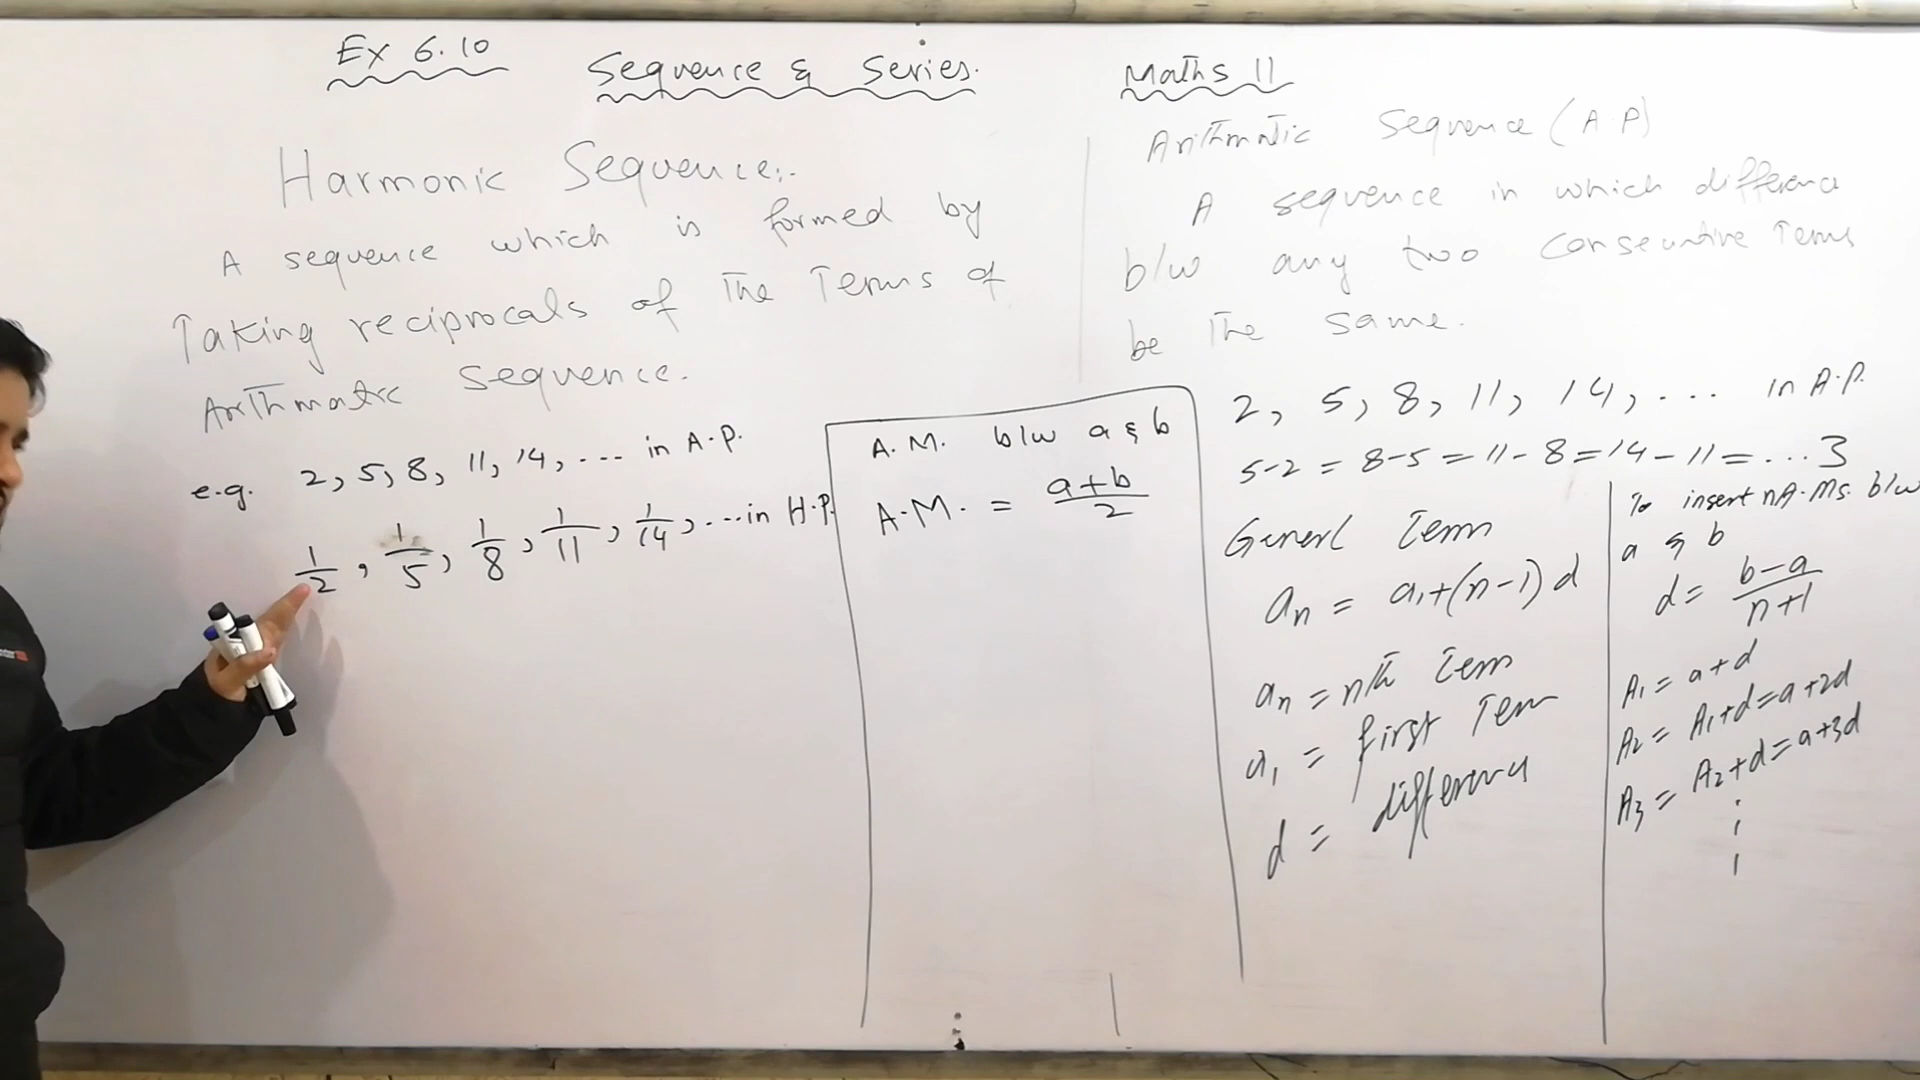 Ex 6.10
Sequence & Series.
Maths 11
Harmonic Sequence:-
A sequence which is formed by
Taking reciprocals of The Terms of
Arithmatic Sequence.
e.g. 2, 5, 8, 11, 14, ... in A.P.
1/2, 1/5, 1/8, 1/11, 1/14, ... in H.P.
A.M. b/w a & b
A.M. = a+b/2
Arithmatic Sequence (A.P)
A sequence in which difference
b/w any two Consecutive Terms
be The same.
2, 5, 8, 11, 14, ... in A.P.
5-2 = 8-5 = 11-8 = 14-11 = ... 3
Generl Term
an = a1+(n-1)d
an = nth Term
a1 = first Term
d = difference
To insert n A.Ms. b/w
a & b
d = b-a/n+1
A1 = a+d
A2 = A1+d = a+2d
A3 = A2+d = a+3d